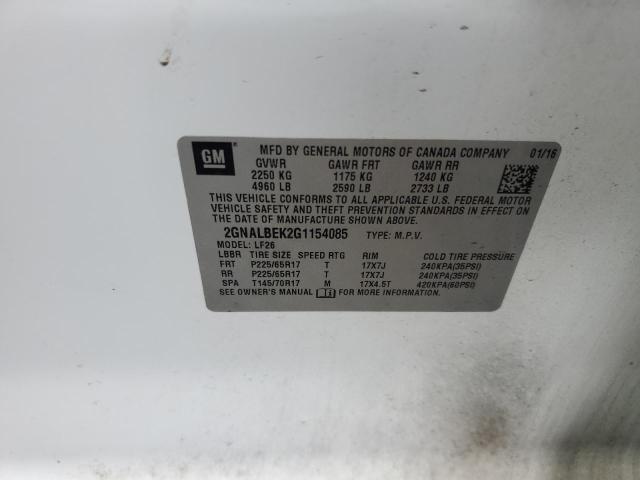 GM
MFD BY GENERAL MOTORS OF CANADA COMPANY 01/16
GVWR GAWR FRT GAWR RR
2250 KG 1175 KG 1240 KG
4960 LB 2590 LB 2733 LB
THIS VEHICLE CONFORMS TO ALL APPLICABLE U.S. FEDERAL MOTOR
VEHICLE SAFETY AND THEFT PREVENTION STANDARDS IN EFFECT ON
THE DATE OF MANUFACTURE SHOWN ABOVE.
2GNALBEK2G1154085 TYPE: M.P.V.
MODEL: LF26
LBBR TIRE SIZE SPEED RTG RIM COLD TIRE PRESSURE
FRT P225/65R17 T 17X7J 240KPA(35PSI)
RR P225/65R17 T 17X7J 240KPA(35PSI)
SPA T145/70R17 M 17X4.5T 420KPA(60PSI)
SEE OWNER'S MANUAL FOR MORE INFORMATION.